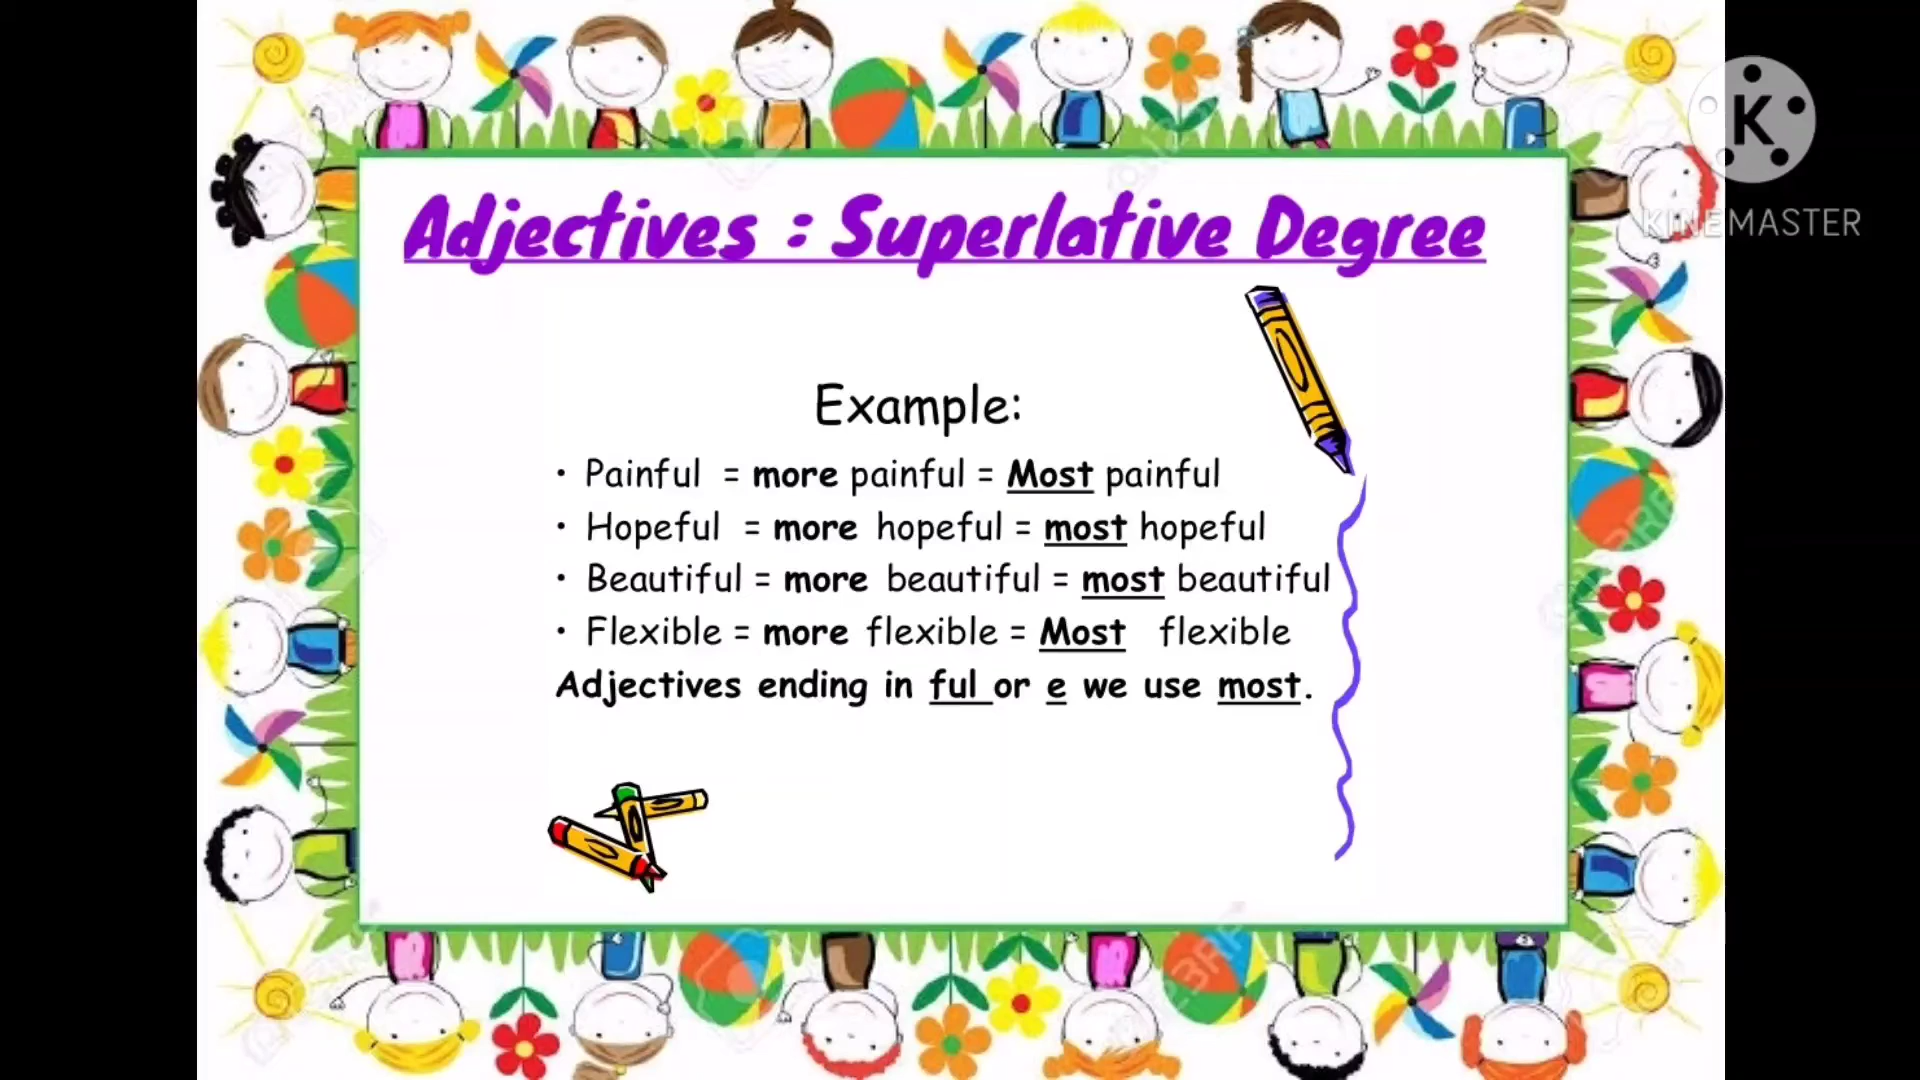 K
KINEMASTER
Adjectives : Superlative Degree
Example:
• Painful = more painful = Most painful
• Hopeful = more hopeful = most hopeful
• Beautiful = more beautiful = most beautiful
• Flexible = more flexible = Most flexible
Adjectives ending in ful or e we use most.